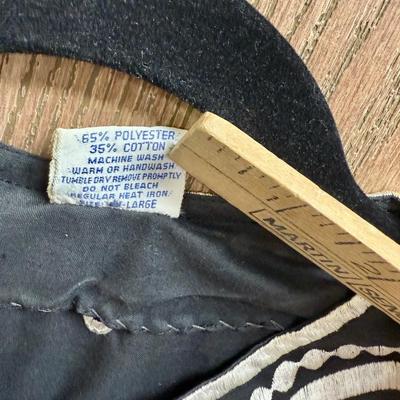 65% POLYESTER
35% COTTON
MACHINE WASH
WARM OR HANDWASH
TUMBLE DRY REMOVE PROMPTLY
DO NOT BLEACH
REGULAR HEAT IRON
-LARGE
MARTIN